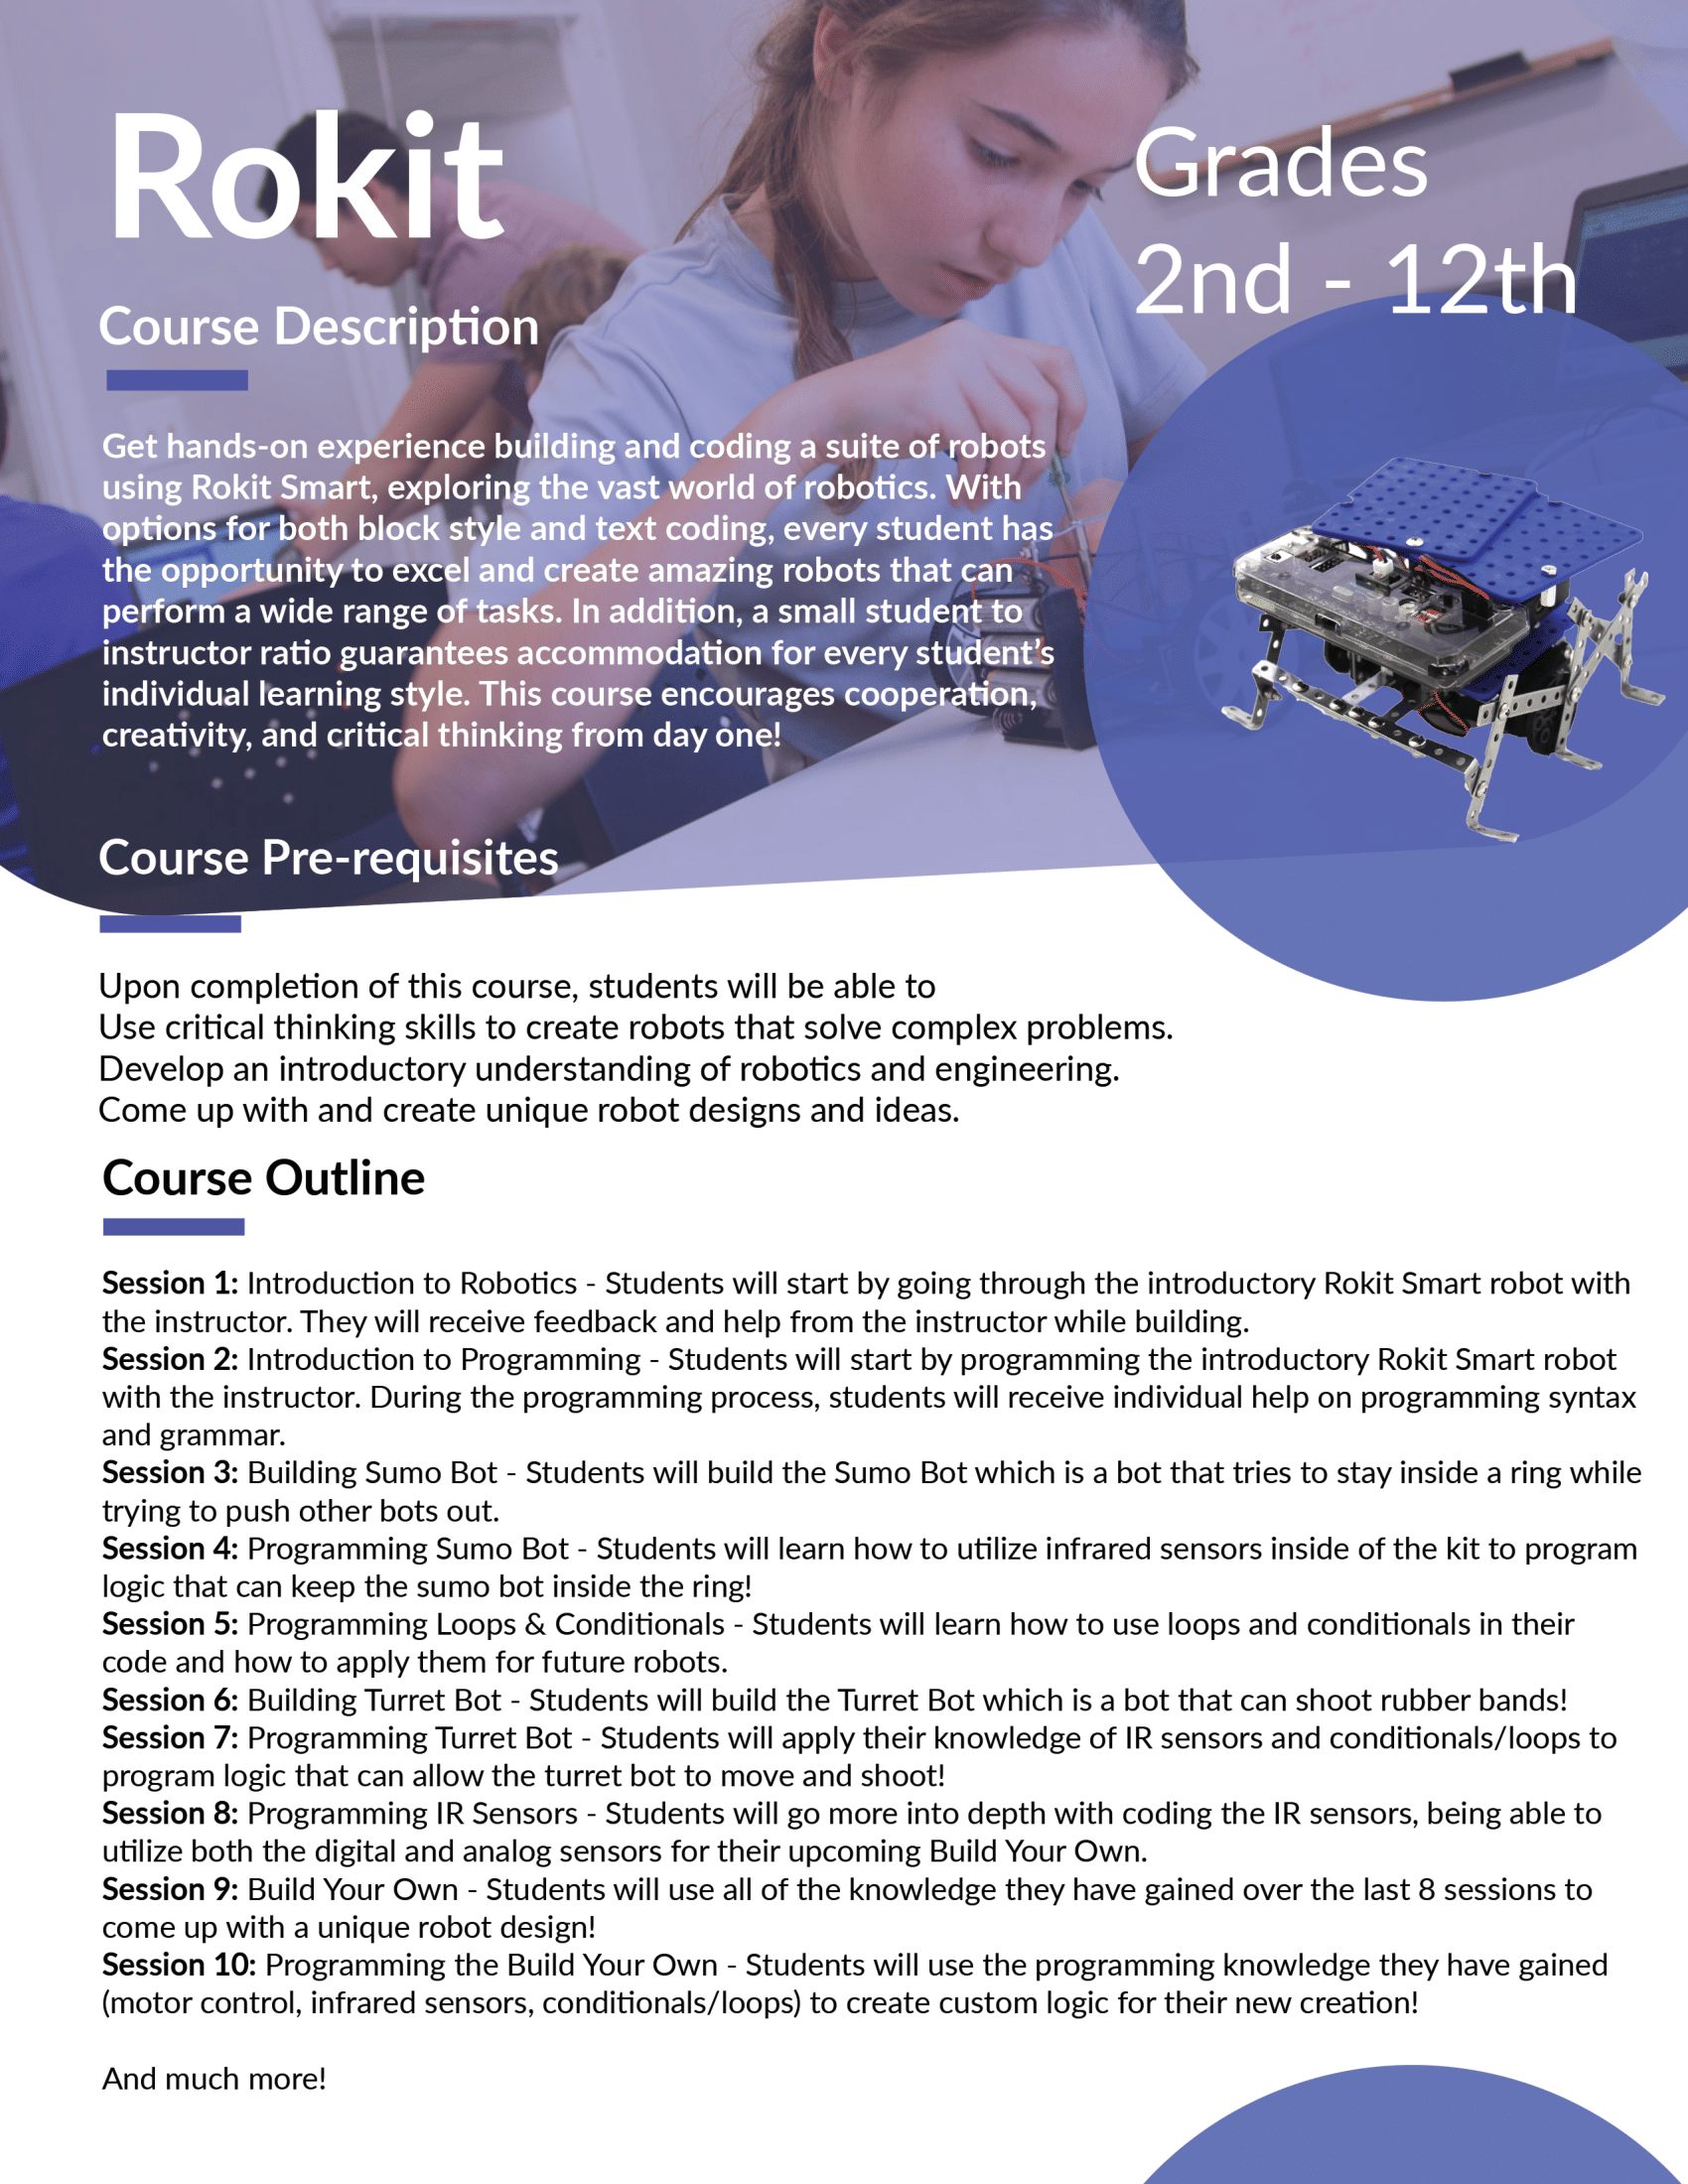 Rokit
Grades
2nd - 12th
Course Description
Get hands-on experience building and coding a suite of robots
using Rokit Smart, exploring the vast world of robotics. With
options for both block style and text coding, every student has
the opportunity to excel and create amazing robots that can
perform a wide range of tasks. In addition, a small student to
instructor ratio guarantees accommodation for every student's
individual learning style. This course encourages cooperation,
creativity, and critical thinking from day one!
Course Pre-requisites
Upon completion of this course, students will be able to
Use critical thinking skills to create robots that solve complex problems.
Develop an introductory understanding of robotics and engineering.
Come up with and create unique robot designs and ideas.
Course Outline
Session 1: Introduction to Robotics - Students will start by going through the introductory Rokit Smart robot with
the instructor. They will receive feedback and help from the instructor while building.
Session 2: Introduction to Programming - Students will start by programming the introductory Rokit Smart robot
with the instructor. During the programming process, students will receive individual help on programming syntax
and grammar.
Session 3: Building Sumo Bot - Students will build the Sumo Bot which is a bot that tries to stay inside a ring while
trying to push other bots out.
Session 4: Programming Sumo Bot - Students will learn how to utilize infrared sensors inside of the kit to program
logic that can keep the sumo bot inside the ring!
Session 5: Programming Loops & Conditionals - Students will learn how to use loops and conditionals in their
code and how to apply them for future robots.
Session 6: Building Turret Bot - Students will build the Turret Bot which is a bot that can shoot rubber bands!
Session 7: Programming Turret Bot - Students will apply their knowledge of IR sensors and conditionals/loops to
program logic that can allow the turret bot to move and shoot!
Session 8: Programming IR Sensors - Students will go more into depth with coding the IR sensors, being able to
utilize both the digital and analog sensors for their upcoming Build Your Own.
Session 9: Build Your Own - Students will use all of the knowledge they have gained over the last 8 sessions to
come up with a unique robot design!
Session 10: Programming the Build Your Own - Students will use the programming knowledge they have gained
(motor control, infrared sensors, conditionals/loops) to create custom logic for their new creation!
And much more!